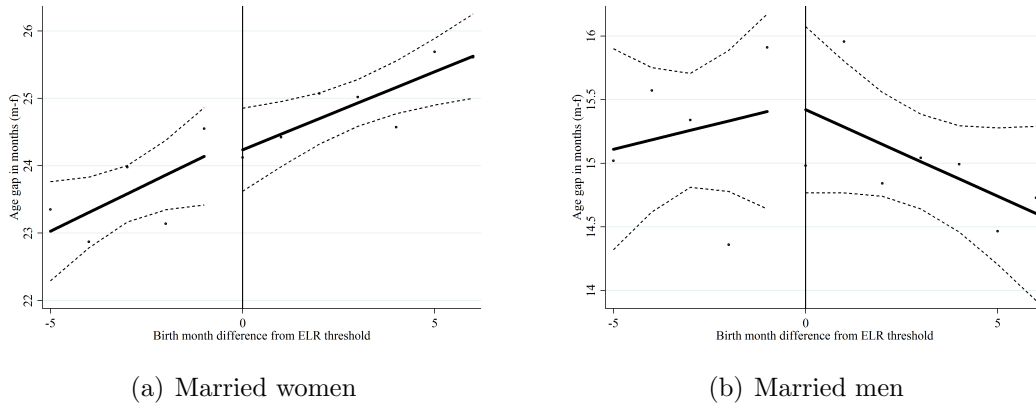 26
25
24
23
22
Age gap in months (m-f)
-5
0
5
Birth month difference from ELR threshold
(a) Married women
16
15.5
15
14.5
14
Age gap in months (m-f)
-5
0
5
Birth month difference from ELR threshold
(b) Married men